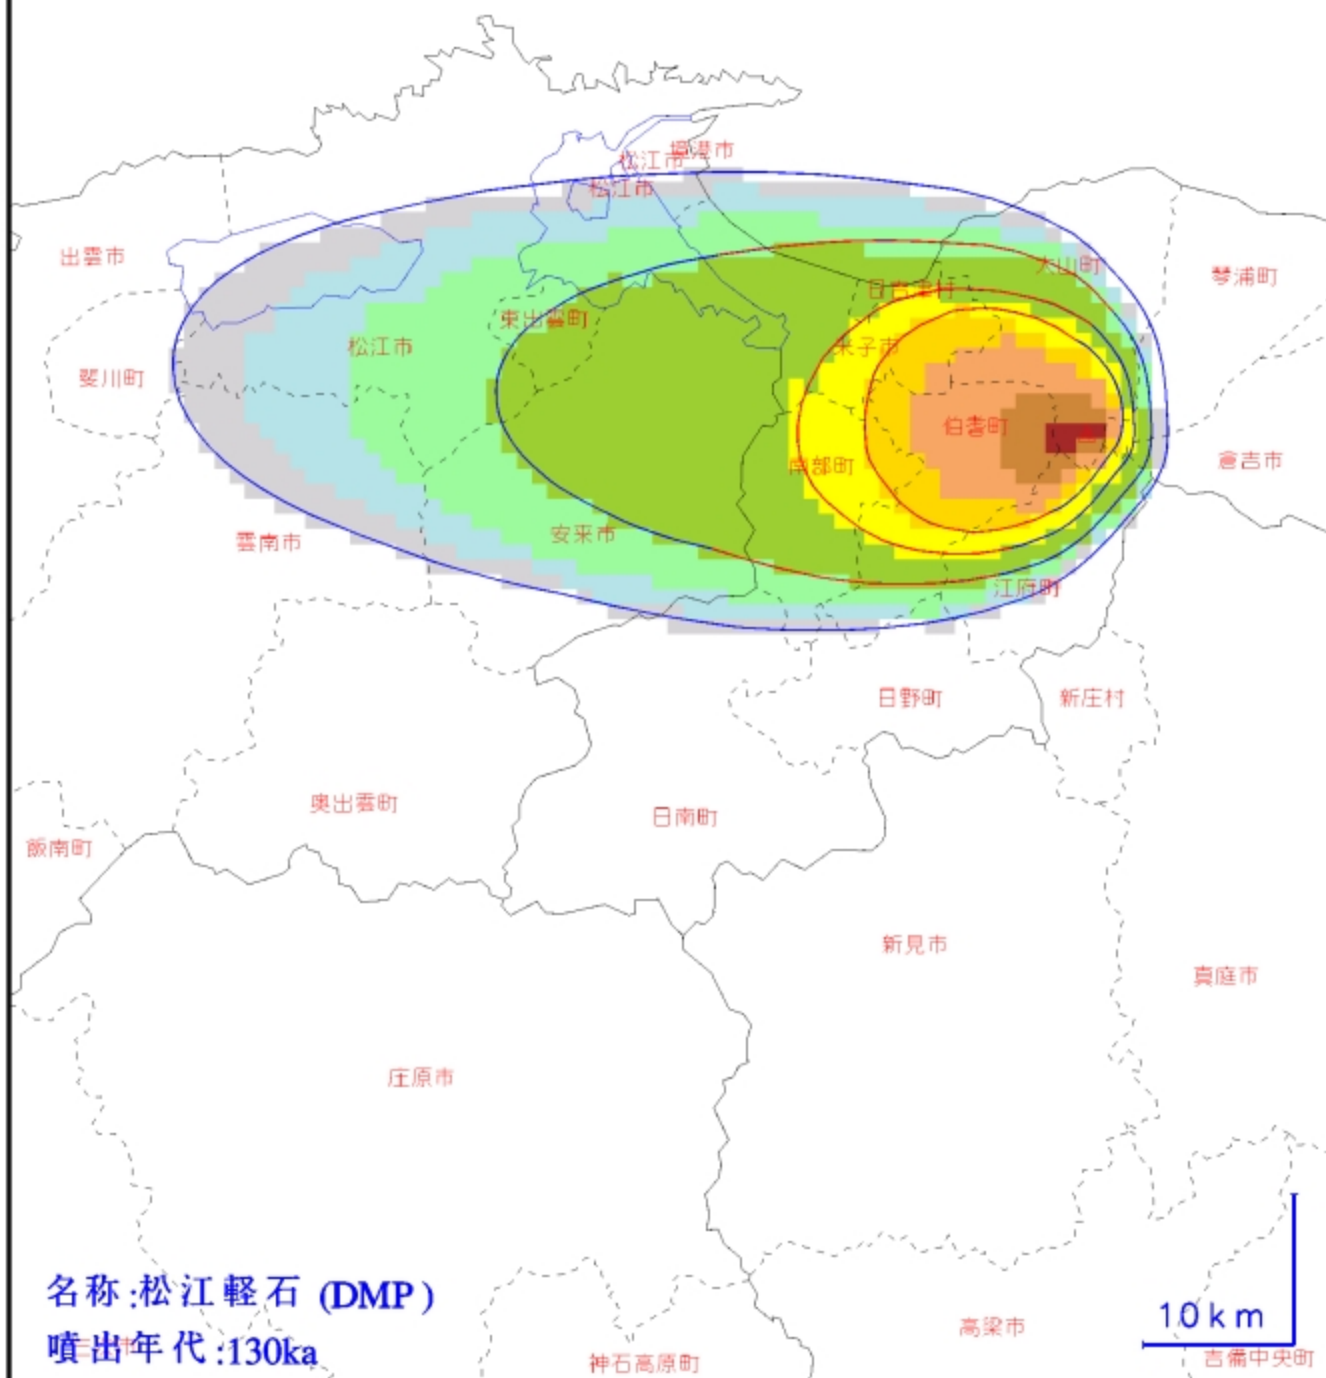 境港市
松江市
松江市
出雲市
大山町
琴浦町
日吉津村
東出雲町
松江市
米子市
斐川町
伯耆町
南部町
倉吉市
安来市
雲南市
江府町
日野町
新庄村
奥出雲町
日南町
飯南町
新見市
真庭市
庄原市
名称:松江軽石 (DMP)
噴出年代:130ka
10km
高梁市
神石高原町
吉備中央町